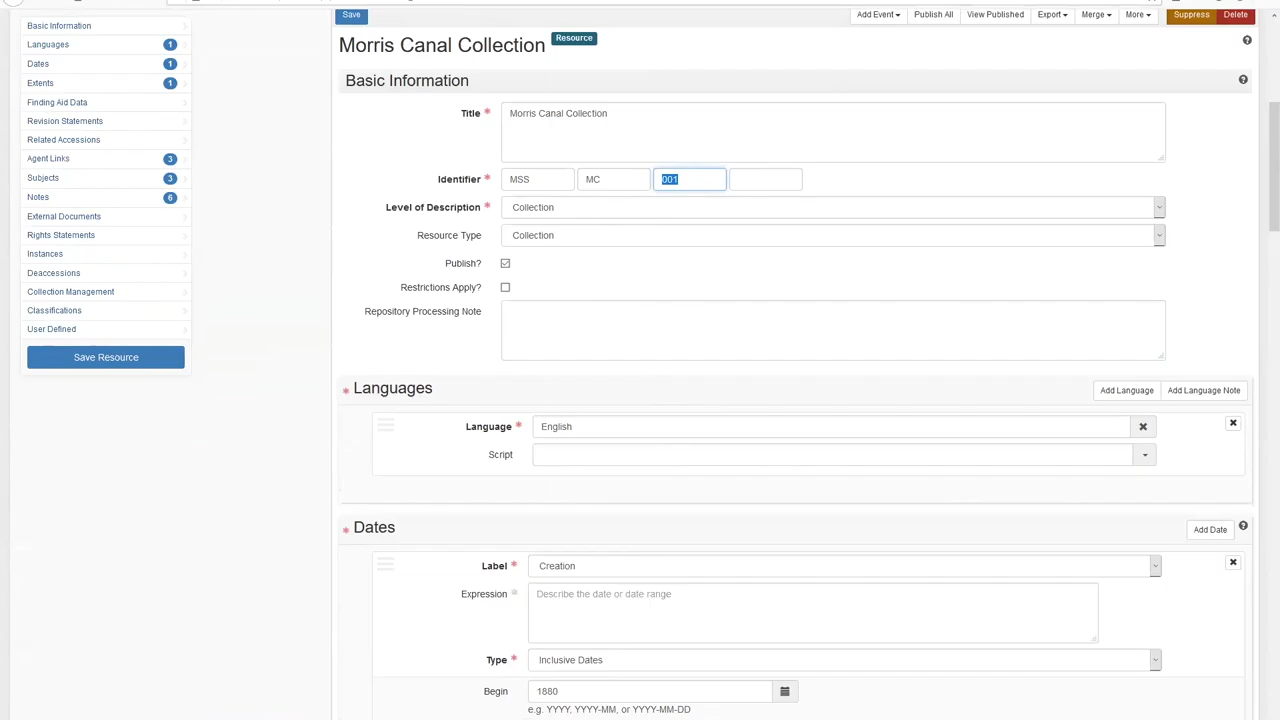 Save Add Event Publish All View Published Export Merge More Suppress Delete
Morris Canal Collection Resource
Basic Information
Languages 1
Dates 1
Extents 1
Finding Aid Data
Revision Statements
Related Accessions
Agent Links 3
Subjects 3
Notes 6
External Documents
Rights Statements
Instances
Deaccessions
Collection Management
Classifications
User Defined
Save Resource
Basic Information
Title * Morris Canal Collection
Identifier * MSS MC 001
Level of Description * Collection
Resource Type Collection
Publish?
Restrictions Apply?
Repository Processing Note
* Languages Add Language Add Language Note
Language * English
Script
* Dates Add Date
Label * Creation
Expression Describe the date or date range
Type * Inclusive Dates
Begin 1880
e.g. YYYY, YYYY-MM, or YYYY-MM-DD